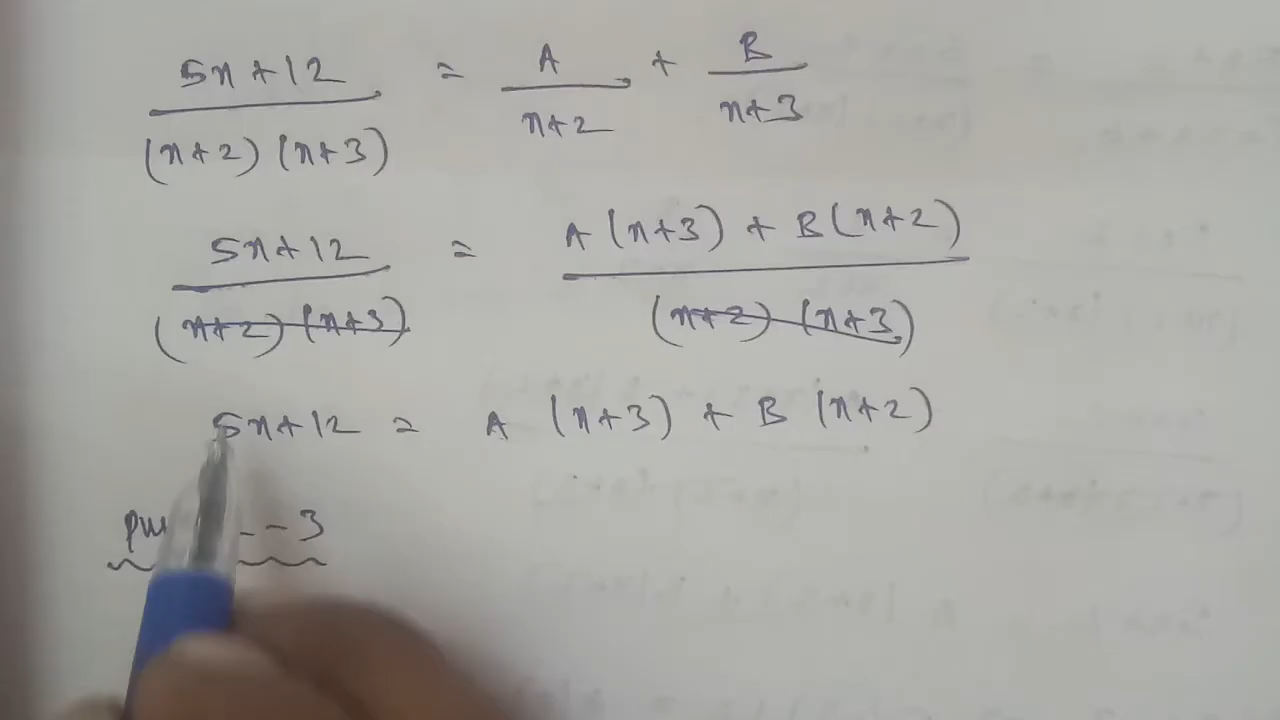 5x+12 / (x+2) (x+3) = A / x+2 + B / x+3
5x+12 / (x+2) (x+3) = A (x+3) + B (x+2) / (x+2) (x+3)
5x+12 = A (x+3) + B (x+2)
-3